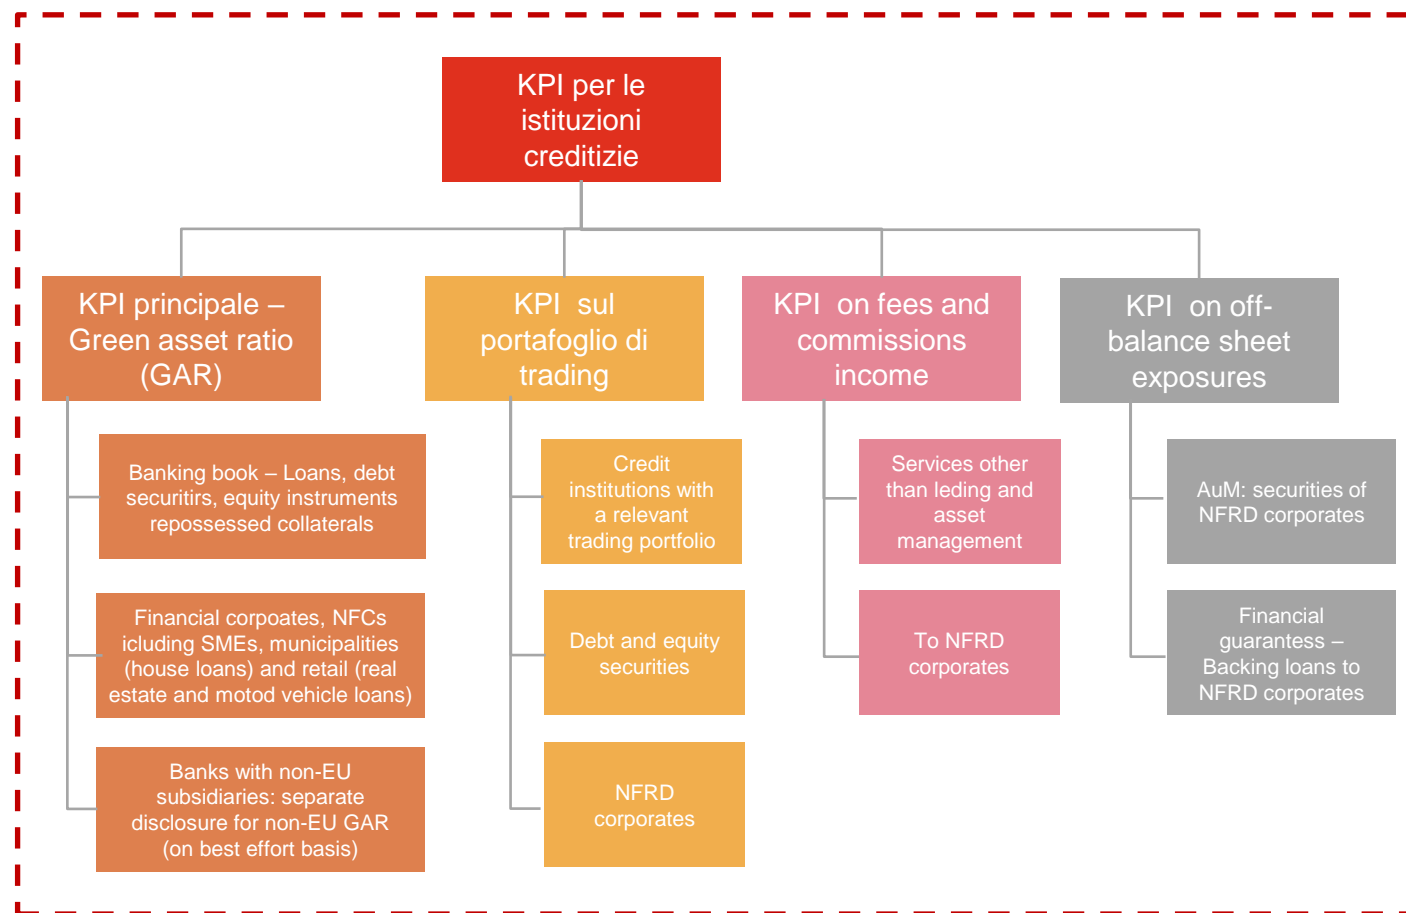 KPI per le
istituzioni
creditizie
KPI principale –
Green asset ratio
(GAR)
Banking book – Loans, debt
securitirs, equity instruments
repossessed collaterals
Financial corpoates, NFCs
icluding SMEs, municipalities
(house loans) and retail (real
estate and motod vehicle loans)
Banks with non-EU
subsidiaries: separate
disclosure for non-EU GAR
(on best effort basis)
KPI sul
portafoglio di
trading
Credit
institutions with
a relevant
trading portfolio
Debt and equity
securities
NFRD
corporates
KPI on fees and
commissions
income
Services other
than leding and
asset
management
To NFRD
corporates
KPI on off-
balance sheet
exposures
AuM: securities of
NFRD corporates
Financial
guarantess –
Backing loans to
NFRD corporates